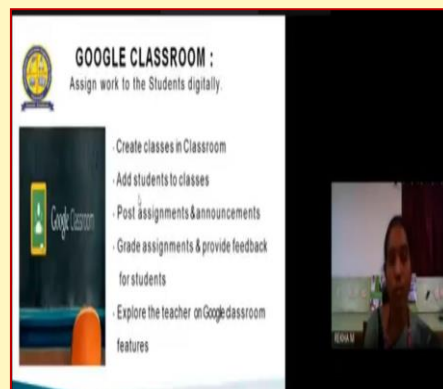 GOOGLE CLASSROOM :
Assign work to the Students digitally.
Google Classroom
- Create classes in Classroom
- Add students to classes
- Post assignments & announcements
- Grade assignments & provide feedback
for students
- Explore the teacher on Google classroom
features
REKHA M